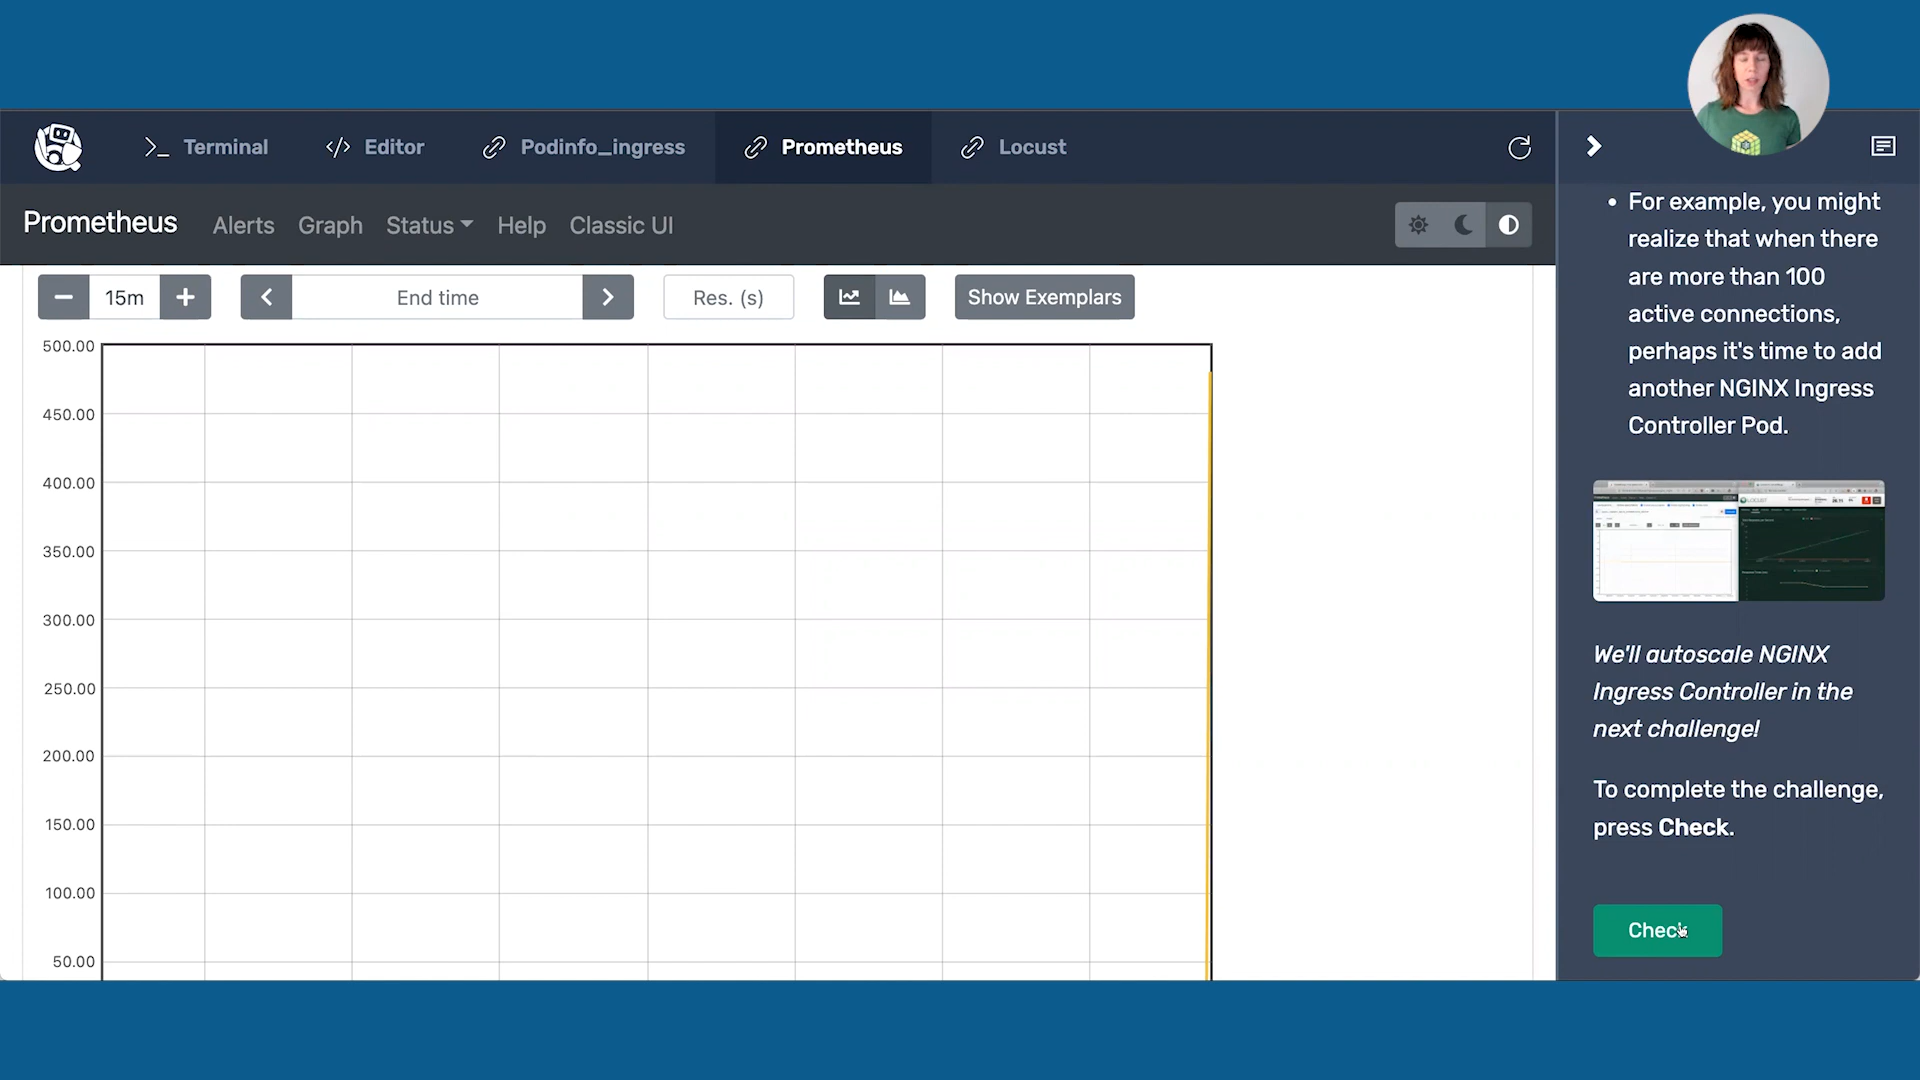 Terminal
Editor
Podinfo_ingress
Prometheus
Locust
Prometheus
Alerts
Graph
Status
Help
Classic UI
15m
End time
Res. (s)
Show Exemplars
500.00
450.00
400.00
350.00
300.00
250.00
200.00
150.00
100.00
50.00
• For example, you might
realize that when there
are more than 100
active connections,
perhaps it's time to add
another NGINX Ingress
Controller Pod.
We'll autoscale NGINX
Ingress Controller in the
next challenge!
To complete the challenge,
press Check.
Check